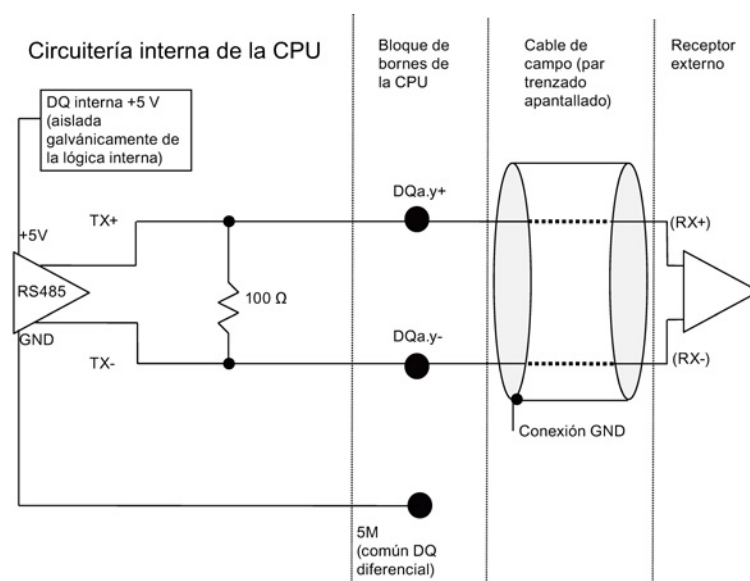 Circuitería interna de la CPU
Bloque de
bornes de
la CPU
Cable de
campo (par
trenzado
apantallado)
Receptor
externo
DQ interna +5 V
(aislada
galvánicamente de
la lógica interna)
DQa.y+
TX+
(RX+)
+5V
RS485
100 Ω
GND
DQa.y-
TX-
(RX-)
Conexión GND
5M
(común DQ
diferencial)